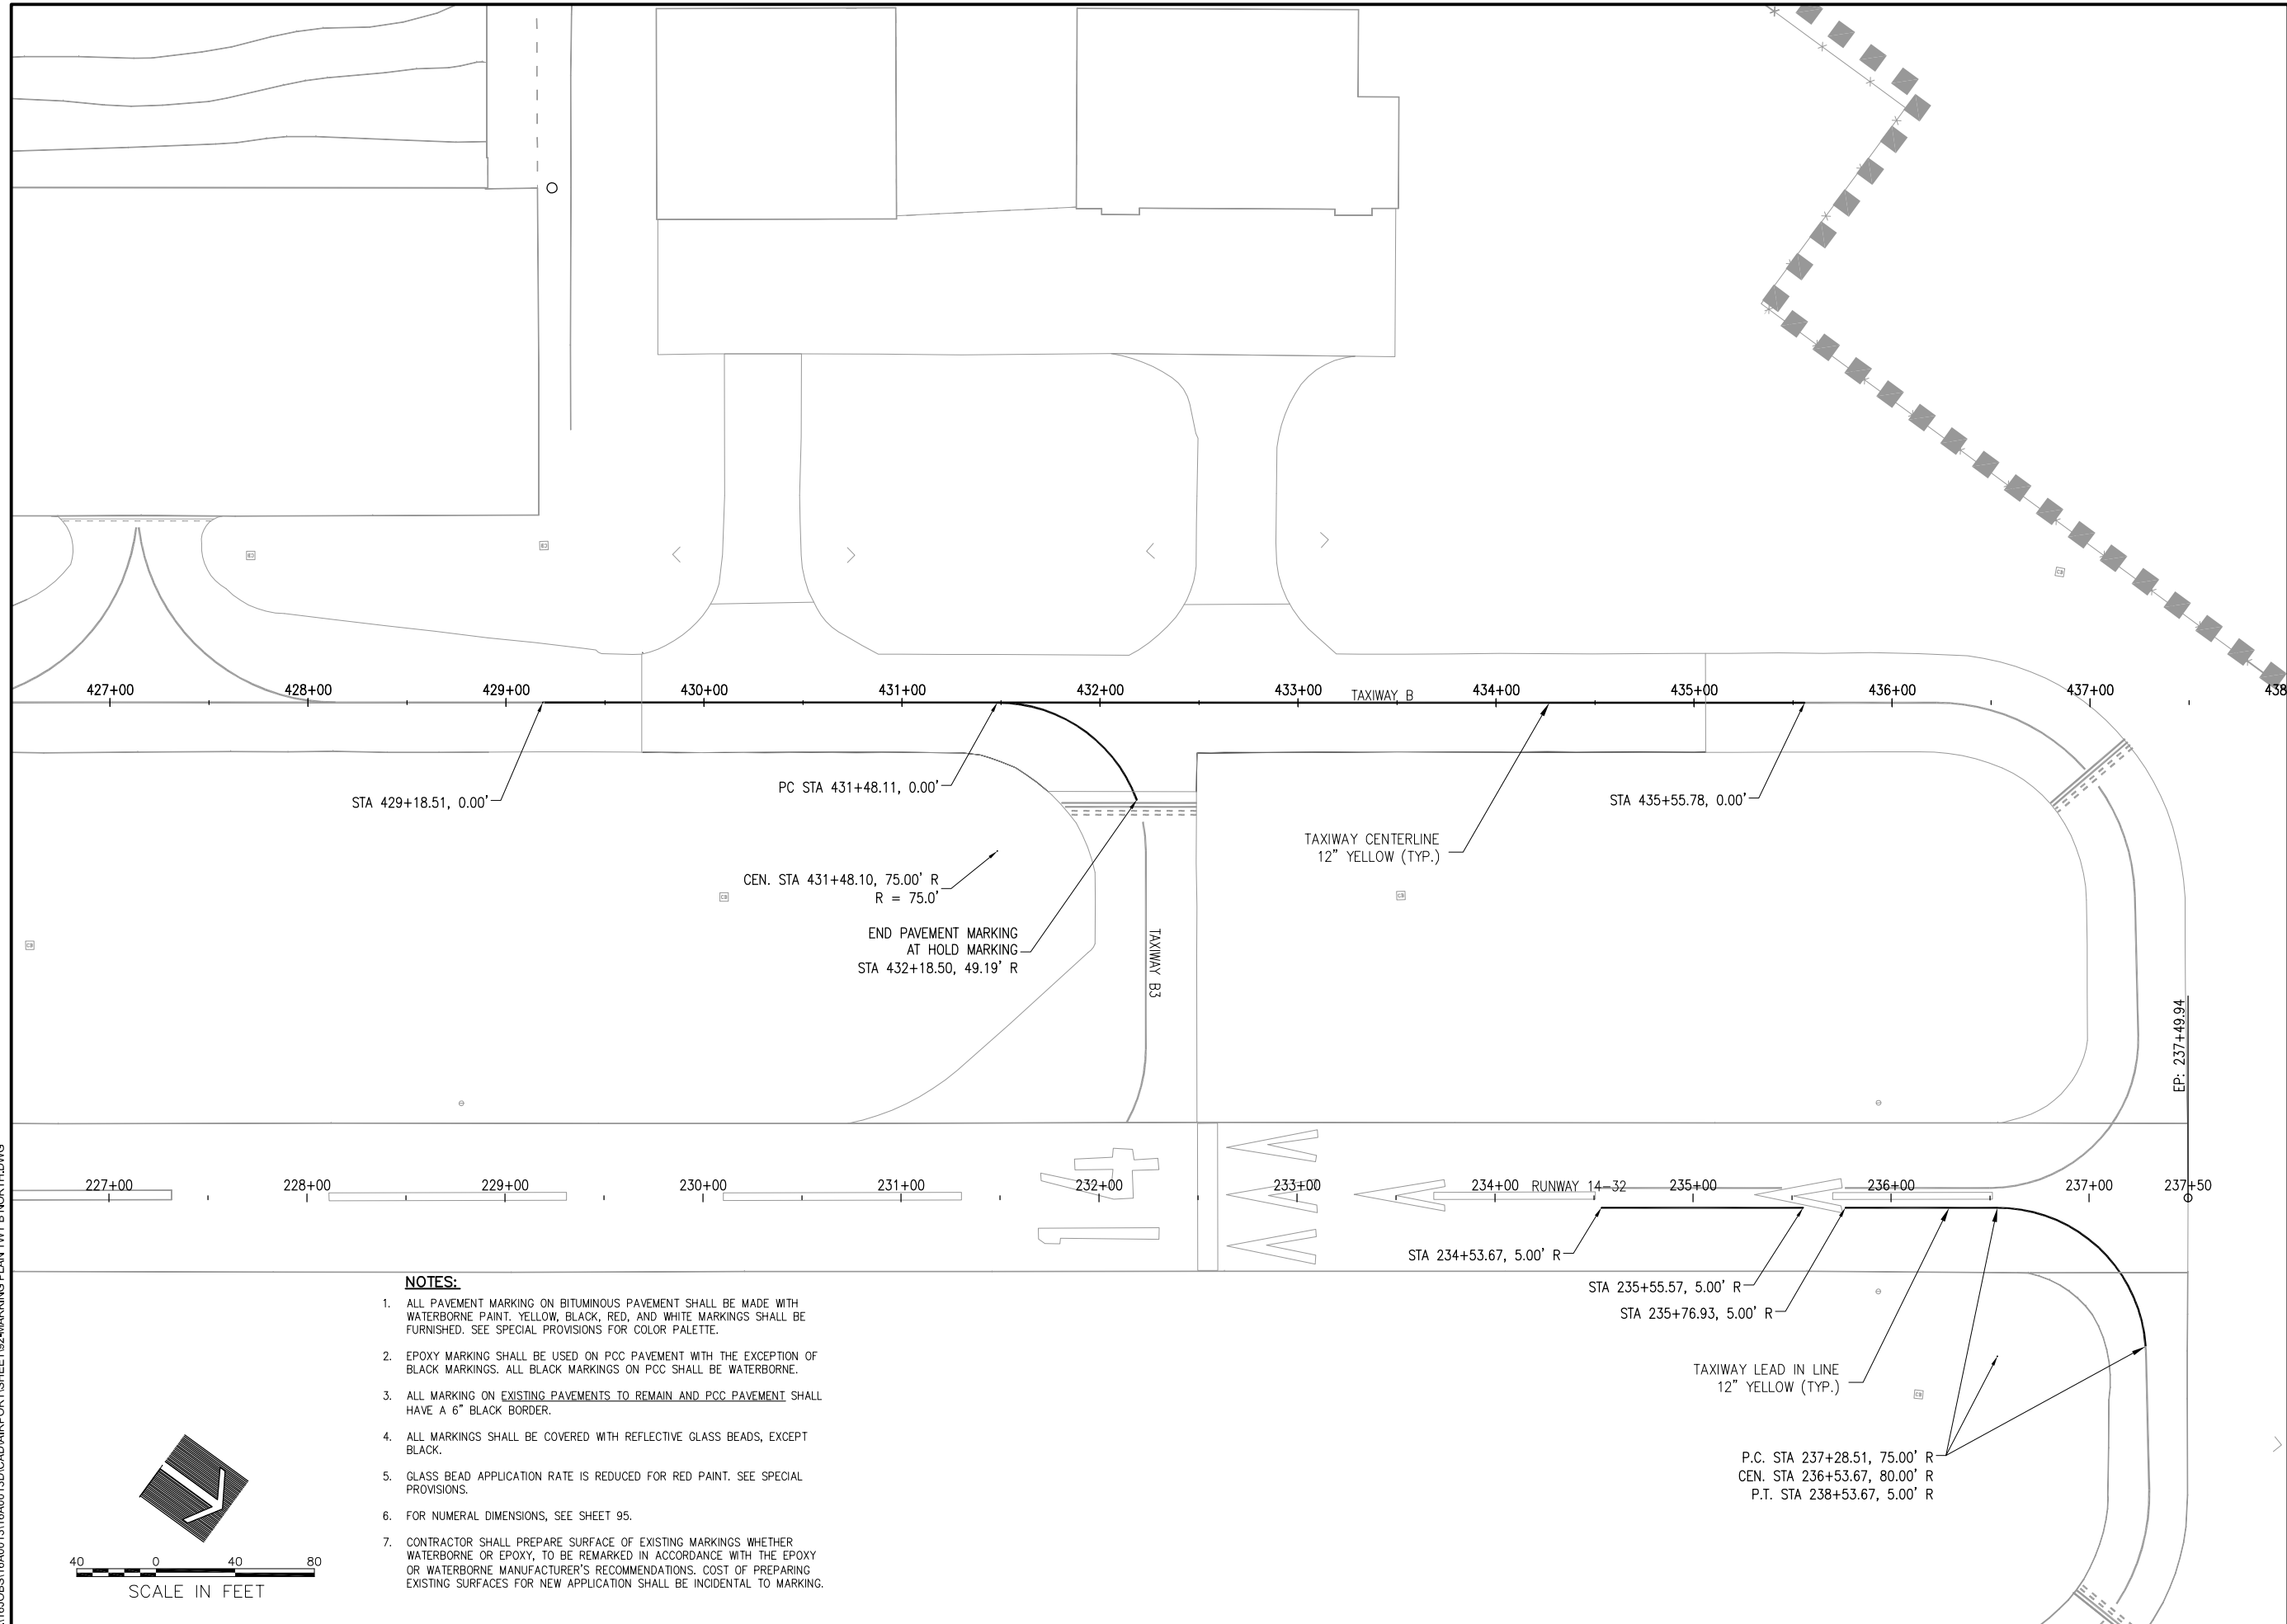 427+00 428+00 429+00 430+00 431+00 432+00 433+00 434+00 435+00 436+00 437+00 438
TAXIWAY B
STA 429+18.51, 0.00'
PC STA 431+48.11, 0.00'
STA 435+55.78, 0.00'
TAXIWAY CENTERLINE
12" YELLOW (TYP.)
CEN. STA 431+48.10, 75.00' R
R = 75.0'
END PAVEMENT MARKING
AT HOLD MARKING
STA 432+18.50, 49.19' R
TAXIWAY B3
EP: 237+49.94
14
227+00 228+00 229+00 230+00 231+00 232+00 233+00 234+00 RUNWAY 14-32 235+00 236+00 237+00 237+50
STA 234+53.67, 5.00' R
STA 235+55.57, 5.00' R
STA 235+76.93, 5.00' R
TAXIWAY LEAD IN LINE
12" YELLOW (TYP.)
P.C. STA 237+28.51, 75.00' R
CEN. STA 236+53.67, 80.00' R
P.T. STA 238+53.67, 5.00' R
NOTES:
1. ALL PAVEMENT MARKING ON BITUMINOUS PAVEMENT SHALL BE MADE WITH
WATERBORNE PAINT. YELLOW, BLACK, RED, AND WHITE MARKINGS SHALL BE
FURNISHED. SEE SPECIAL PROVISIONS FOR COLOR PALETTE.
2. EPOXY MARKING SHALL BE USED ON PCC PAVEMENT WITH THE EXCEPTION OF
BLACK MARKINGS. ALL BLACK MARKINGS ON PCC SHALL BE WATERBORNE.
3. ALL MARKING ON EXISTING PAVEMENTS TO REMAIN AND PCC PAVEMENT SHALL
HAVE A 6" BLACK BORDER.
4. ALL MARKINGS SHALL BE COVERED WITH REFLECTIVE GLASS BEADS, EXCEPT
BLACK.
5. GLASS BEAD APPLICATION RATE IS REDUCED FOR RED PAINT. SEE SPECIAL
PROVISIONS.
6. FOR NUMERAL DIMENSIONS, SEE SHEET 95.
7. CONTRACTOR SHALL PREPARE SURFACE OF EXISTING MARKINGS WHETHER
WATERBORNE OR EPOXY, TO BE REMARKED IN ACCORDANCE WITH THE EPOXY
OR WATERBORNE MANUFACTURER'S RECOMMENDATIONS. COST OF PREPARING
EXISTING SURFACES FOR NEW APPLICATION SHALL BE INCIDENTAL TO MARKING.
40 0 40 80
SCALE IN FEET